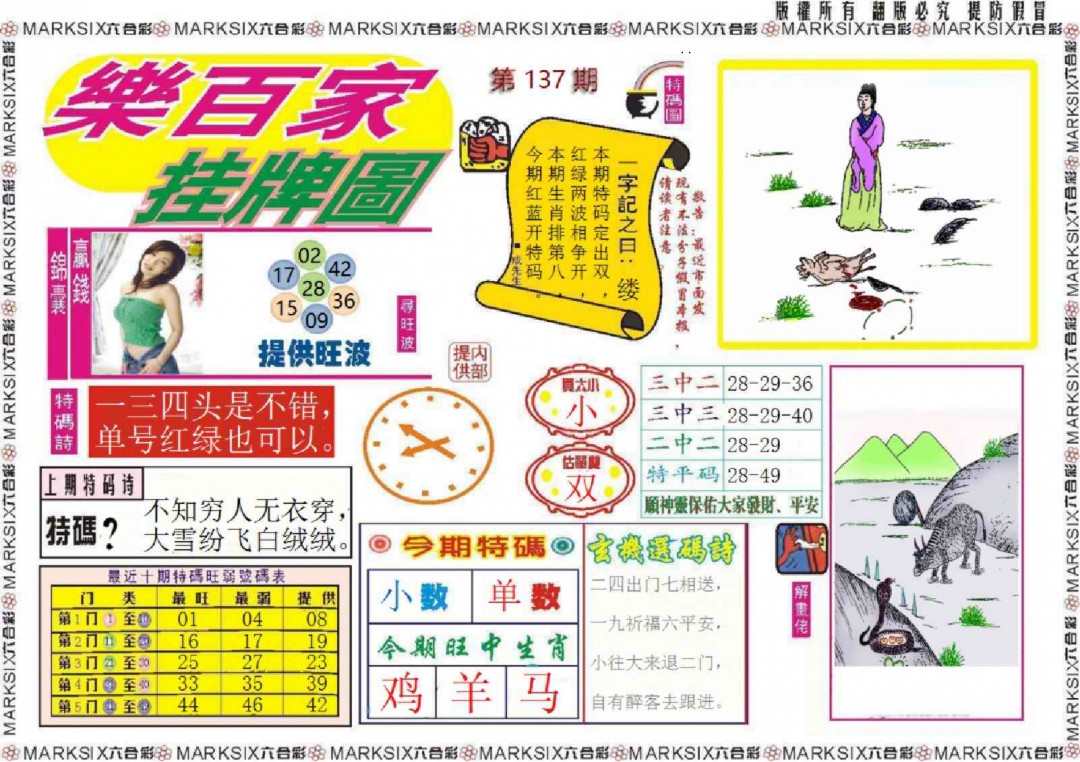 版權所有 翻版必究 提防假冒
MARKSIX六合彩 MARKSIX六合彩 MARKSIX六合彩 MARKSIX六合彩 MARKSIX六合彩 MARKSIX六合彩 MARKSIX六合彩
樂百家
挂牌圖
第137期
特碼圖
一字記之曰：缕
本期特码定出双，
红绿两波相争开，
本期生肖排第八，
今期红蓝开特码。
敬告：最近市面发
现有不法分子假冒本报，
请读者注意。
贏錢
錦囊
02
17
42
28
15
36
09
提供旺波
尋旺波
内部
提供
特碼詩
一三四头是不错，
单号红绿也可以。
買大小
小
估單雙
双
三中二 28-29-36
三中三 28-29-40
二中二 28-29
特平码 28-49
願神靈保佑大家發財、平安
上期特码诗
特碼？
不知穷人无衣穿，
大雪纷飞白绒绒。
最近十期特碼旺弱號碼表
门 类 最旺 最弱 提供
第1门 1 至 10 01 04 08
第2门 11 至 20 16 17 19
第3门 21 至 30 25 27 23
第4门 31 至 40 33 35 39
第5门 41 至 49 44 46 42
今期特碼
小数 单数
今期旺中生肖
鸡 羊 马
玄機選碼詩
二四出门七相送，
一九祈福六平安，
小往大来退二门，
自有醉客去跟进。
解畫佬
MARKSIX六合彩 MARKSIX六合彩 MARKSIX六合彩 MARKSIX六合彩 MARKSIX六合彩 MARKSIX六合彩 MARKSIX六合彩